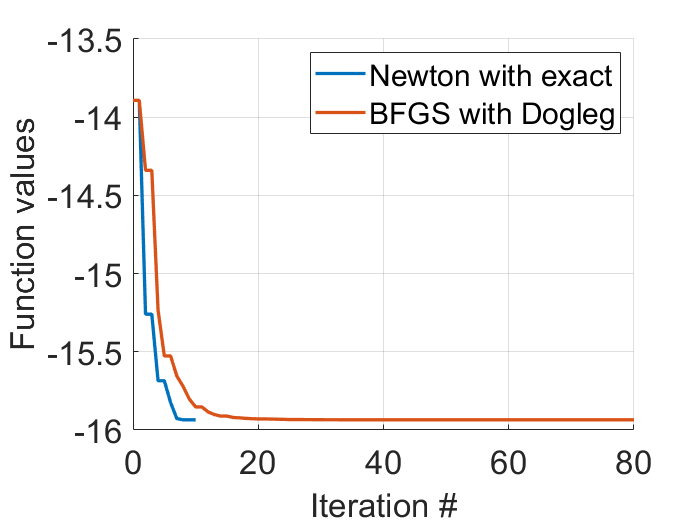 -13.5
-14
-14.5
-15
-15.5
-16
Function values
Newton with exact
BFGS with Dogleg
0
20
40
60
80
Iteration #